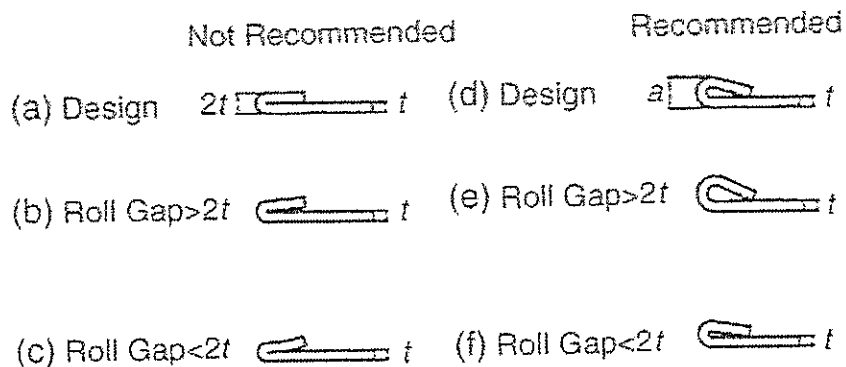 Not Recommended
Recommended
(a) Design 2t t
(d) Design a t
(b) Roll Gap>2t t
(e) Roll Gap>2t t
(c) Roll Gap<2t t
(f) Roll Gap<2t t